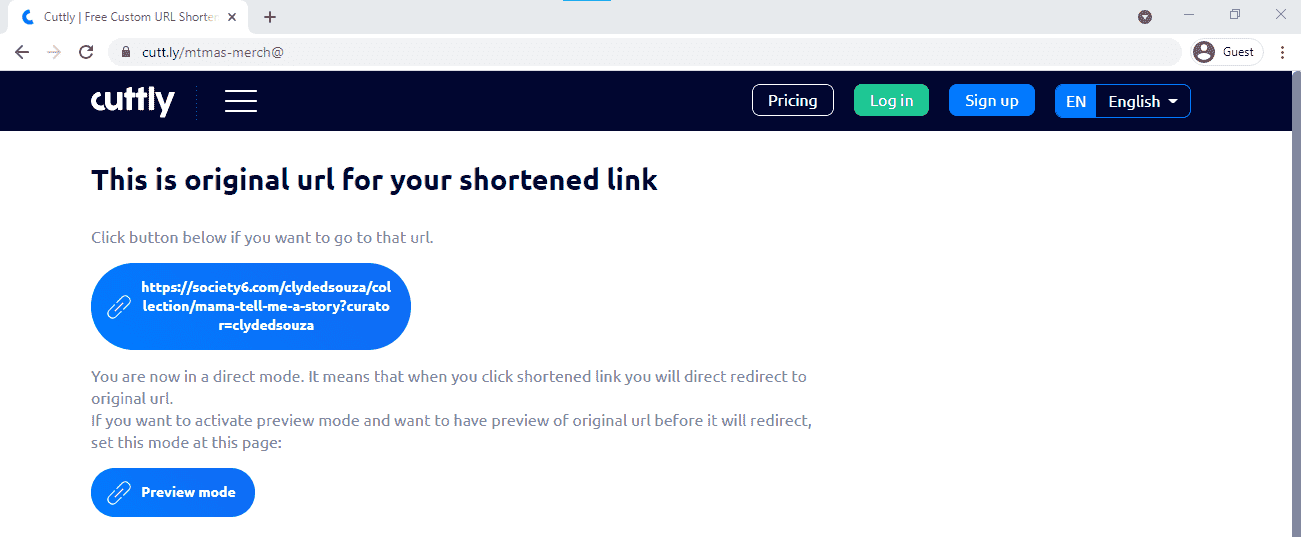 Cuttly | Free Custom URL Shorten
cutt.ly/mtmas-merch@
Guest
cuttly
Pricing
Log in
Sign up
EN
English
This is original url for your shortened link
Click button below if you want to go to that url.
https://society6.com/clydedsouza/col
lection/mama-tell-me-a-story?curato
r=clydedsouza
You are now in a direct mode. It means that when you click shortened link you will direct redirect to
original url.
If you want to activate preview mode and want to have preview of original url before it will redirect,
set this mode at this page:
Preview mode